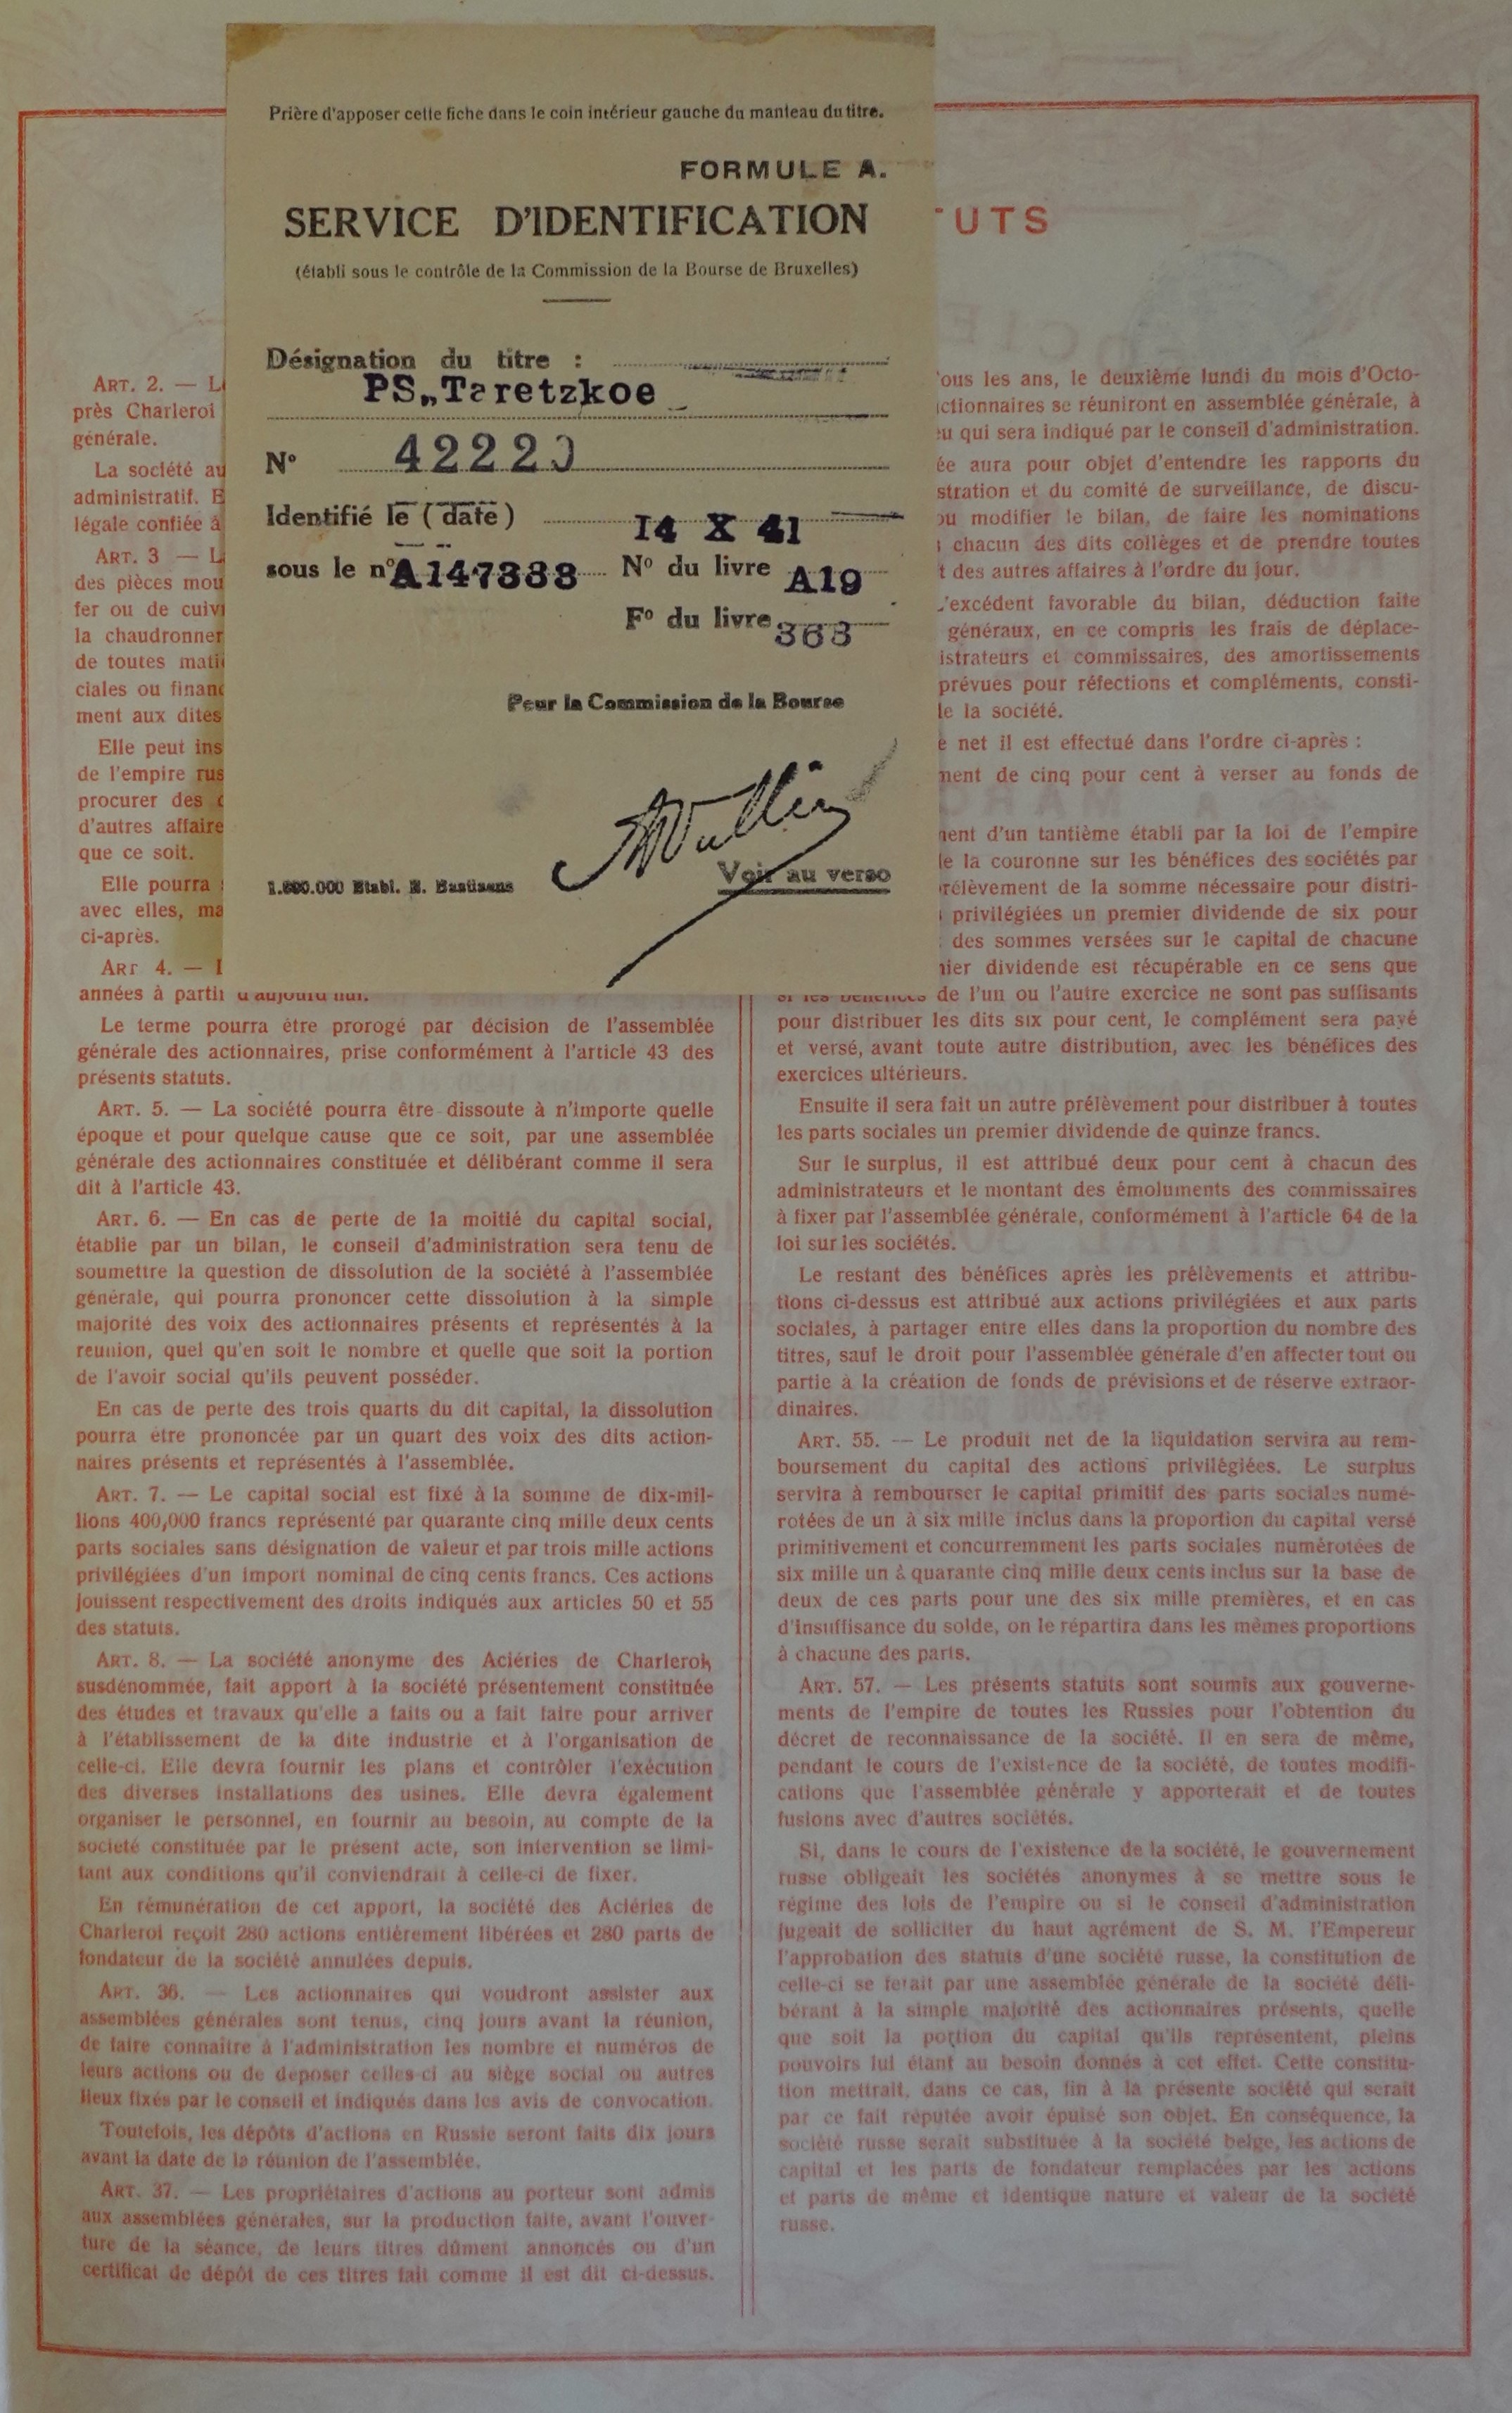 Prière d'apposer cette fiche dans le coin intérieur gauche du manteau du titre.
FORMULE A.
SERVICE D'IDENTIFICATION
(établi sous le contrôle de la Commission de la Bourse de Bruxelles)
Désignation du titre :
PS„Taretzkoe
N° 42220
Identifié le (date) 14 X 41
sous le n° A147338 N° du livre A19
F° du livre 363
Pour la Commission de la Bourse
Voir au verso
TUTS
ART. 2. — L
près Charleroi
générale.
La société au
administratif. E
légale confiée à
ART. 3 — L
des pièces mou
fer ou de cuiv
la chaudronner
de toutes mati
ciales ou financ
ment aux dites
Elle peut ins
de l'empire rus
procurer des
d'autres affaire
que ce soit.
Elle pourra
avec elles, ma
ci-après.
ART 4. —
années à partir d'aujourd'hui.
Le terme pourra être prorogé par décision de l'assemblée
générale des actionnaires, prise conformément à l'article 43 des
présents statuts.
ART. 5. — La société pourra être dissoute à n'importe quelle
époque et pour quelque cause que ce soit, par une assemblée
générale des actionnaires constituée et délibérant comme il sera
dit à l'article 43.
ART. 6. — En cas de perte de la moitié du capital social,
établie par un bilan, le conseil d'administration sera tenu de
soumettre la question de dissolution de la société à l'assemblée
générale, qui pourra prononcer cette dissolution à la simple
majorité des voix des actionnaires présents et représentés à la
reunion, quel qu'en soit le nombre et quelle que soit la portion
de l'avoir social qu'ils peuvent posséder.
En cas de perte des trois quarts du dit capital, la dissolution
pourra être prononcée par un quart des voix des dits action-
naires présents et représentés à l'assemblée.
ART. 7. — Le capital social est fixé à la somme de dix-mil-
lions 400,000 francs représenté par quarante cinq mille deux cents
parts sociales sans désignation de valeur et par trois mille actions
privilégiées d'un import nominal de cinq cents francs. Ces actions
jouissent respectivement des droits indiqués aux articles 50 et 55
des statuts.
ART. 8. — La société anonyme des Aciéries de Charleroi,
susdénommée, fait apport à la société présentement constituée
des études et travaux qu'elle a faits ou a fait faire pour arriver
à l'établissement de la dite industrie et à l'organisation de
celle-ci. Elle devra fournir les plans et contrôler l'exécution
des diverses installations des usines. Elle devra également
organiser le personnel, en fournir au besoin, au compte de la
société constituée par le présent acte, son intervention se limi-
tant aux conditions qu'il conviendrait à celle-ci de fixer.
En rémunération de cet apport, la société des Aciéries de
Charleroi reçoit 280 actions entièrement libérées et 280 parts de
fondateur de la société annulées depuis.
ART. 36. — Les actionnaires qui voudront assister aux
assemblées générales sont tenus, cinq jours avant la réunion,
de faire connaître à l'administration les nombre et numéros de
leurs actions ou de déposer celles-ci au siège social ou autres
lieux fixés par le conseil et indiqués dans les avis de convocation.
Toutefois, les dépôts d'actions en Russie seront faits dix jours
avant la date de la réunion de l'assemblée.
ART. 37. — Les propriétaires d'actions au porteur sont admis
aux assemblées générales, sur la production faite, avant l'ouver-
ture de la séance, de leurs titres dûment annoncés ou d'un
certificat de dépôt de ces titres fait comme il est dit ci-dessus.
'ous les ans, le deuxième lundi du mois d'Octo-
ctionnaires se réuniront en assemblée générale, à
eu qui sera indiqué par le conseil d'administration.
ée aura pour objet d'entendre les rapports du
stration et du comité de surveillance, de discu-
ou modifier le bilan, de faire les nominations
chacun des dits collèges et de prendre toutes
t des autres affaires à l'ordre du jour.
'excédent favorable du bilan, déduction faite
généraux, en ce compris les frais de déplace-
istrateurs et commissaires, des amortissements
prévues pour réfections et compléments, consti-
le la société.
e net il est effectué dans l'ordre ci-après :
nent de cinq pour cent à verser au fonds de
nent d'un tantième établi par la loi de l'empire
le la couronne sur les bénéfices des sociétés par
rélèvement de la somme nécessaire pour distri-
privilégiées un premier dividende de six pour
des sommes versées sur le capital de chacune
nier dividende est récupérable en ce sens que
si les bénéfices de l'un ou l'autre exercice ne sont pas suffisants
pour distribuer les dits six pour cent, le complément sera payé
et versé, avant toute autre distribution, avec les bénéfices des
exercices ultérieurs.
Ensuite il sera fait un autre prélèvement pour distribuer à toutes
les parts sociales un premier dividende de quinze francs.
Sur le surplus, il est attribué deux pour cent à chacun des
administrateurs et le montant des émoluments des commissaires
à fixer par l'assemblée générale, conformément à l'article 64 de la
loi sur les sociétés.
Le restant des bénéfices après les prélèvements et attribu-
tions ci-dessus est attribué aux actions privilégiées et aux parts
sociales, à partager entre elles dans la proportion du nombre des
titres, sauf le droit pour l'assemblée générale d'en affecter tout ou
partie à la création de fonds de prévisions et de réserve extraor-
dinaires.
ART. 55. — Le produit net de la liquidation servira au rem-
boursement du capital des actions privilégiées. Le surplus
servira à rembourser le capital primitif des parts sociales numé-
rotées de un à six mille inclus dans la proportion du capital versé
primitivement et concurremment les parts sociales numérotées de
six mille un à quarante cinq mille deux cents inclus sur la base de
deux de ces parts pour une des six mille premières, et en cas
d'insuffisance du solde, on le répartira dans les mêmes proportions
à chacune des parts.
ART. 57. — Les présents statuts sont soumis aux gouverne-
ments de l'empire de toutes les Russies pour l'obtention du
décret de reconnaissance de la société. Il en sera de même,
pendant le cours de l'existence de la société, de toutes modifi-
cations que l'assemblée générale y apporterait et de toutes
fusions avec d'autres sociétés.
Si, dans le cours de l'existence de la société, le gouvernement
russe obligeait les sociétés anonymes à se mettre sous le
régime des lois de l'empire ou si le conseil d'administration
jugeait de solliciter du haut agrément de S. M. l'Empereur
l'approbation des statuts d'une société russe, la constitution de
celle-ci se ferait par une assemblée générale de la société déli-
bérant à la simple majorité des actionnaires présents, quelle
que soit la portion du capital qu'ils représentent, pleins
pouvoirs lui étant au besoin donnés à cet effet. Cette constitu-
tion mettrait, dans ce cas, fin à la présente société qui serait
par ce fait réputée avoir épuisé son objet. En conséquence, la
société russe serait substituée à la société belge, les actions de
capital et les parts de fondateur remplacées par les actions
et parts de même et identique nature et valeur de la société
russe.